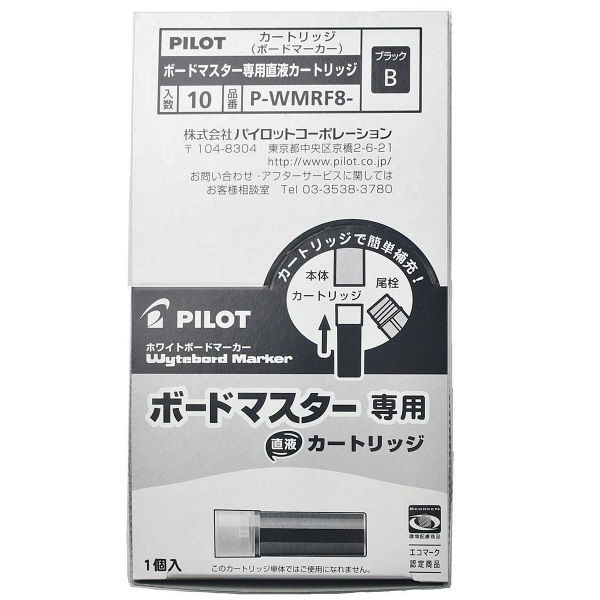 PILOT
カートリッジ
(ボードマーカー)
ボードマスター専用直液カートリッジ
入数 10 品番 P-WMRF8-
ブラック
B
株式会社パイロットコーポレーション
〒104-8304 東京都中央区京橋2-6-21
http://www.pilot.co.jp/
お問い合わせ・アフターサービスに関しては
お客様相談室 Tel 03-3538-3780
カートリッジで簡単補充!
本体
カートリッジ
尾栓
PILOT
ホワイトボードマーカー
Wytebord Marker
ボードマスター 専用
直液 カートリッジ
BEGREEN
環境配慮商品
エコマーク
認定商品
1個入
このカートリッジ単体ではご使用になれません。